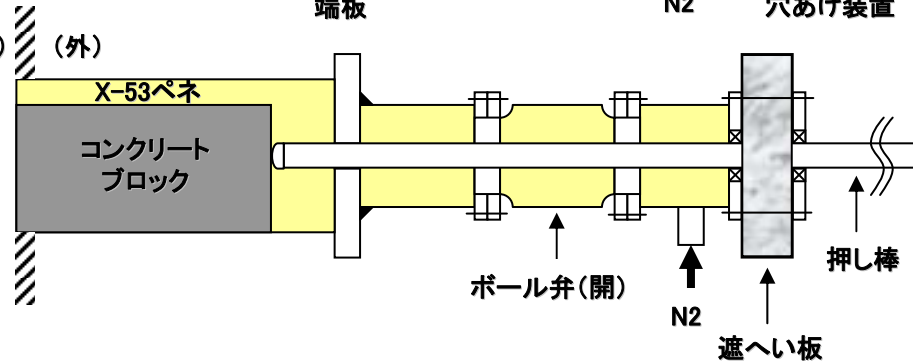 端板
N2
穴あけ装置
)
(外)
X-53ペネ
コンクリート
ブロック
ボール弁(開)
N2
押し棒
遮へい板